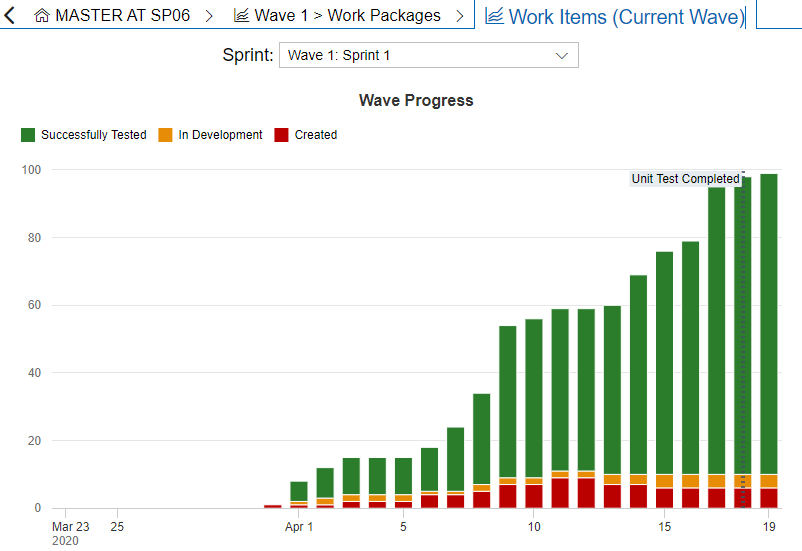 MASTER AT SP06 > Wave 1 > Work Packages > Work Items (Current Wave)
Sprint: Wave 1: Sprint 1
Wave Progress
Successfully Tested In Development Created
100
Unit Test Completed
80
60
40
20
0
Mar 23 25 Apr 1 5 10 15 19
2020